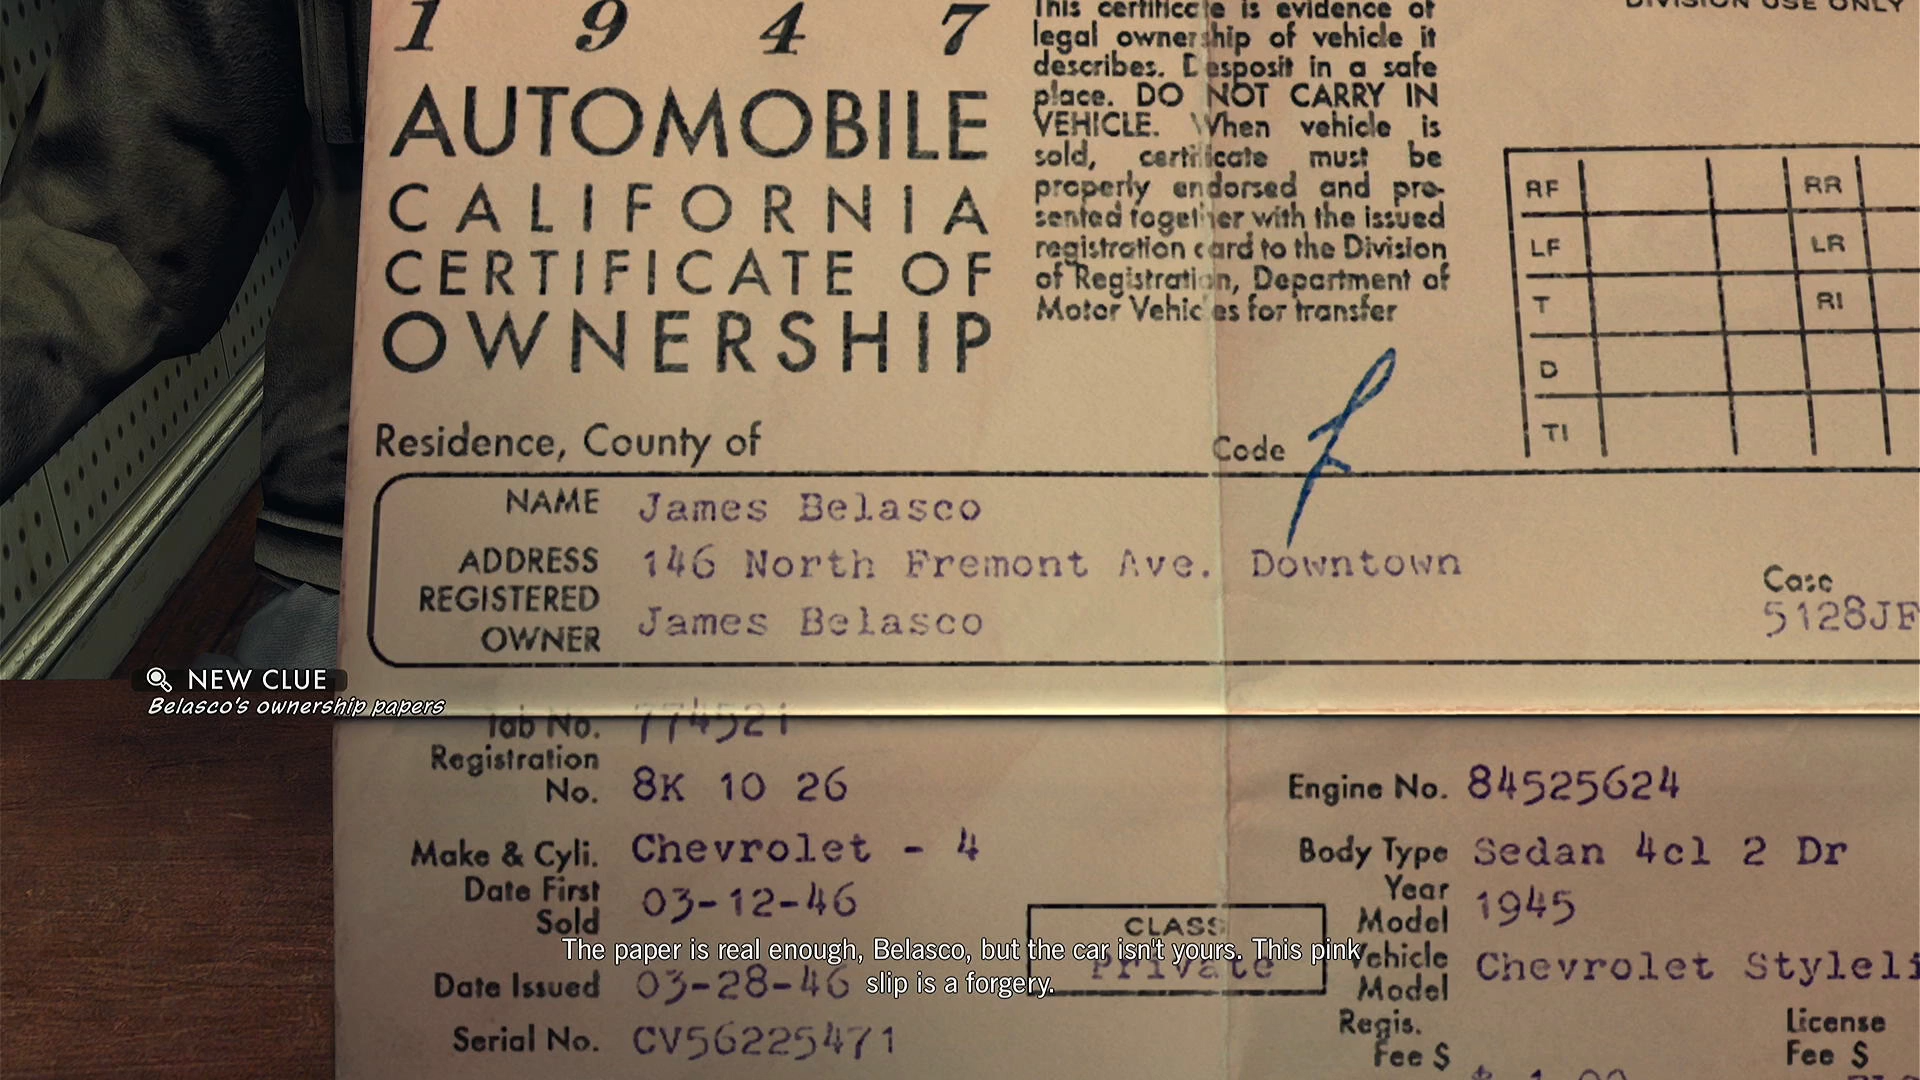 1 9 4 7
AUTOMOBILE
CALIFORNIA
CERTIFICATE OF
OWNERSHIP
This certificate is evidence of
legal ownership of vehicle it
describes. Desposit in a safe
place. DO NOT CARRY IN
VEHICLE. When vehicle is
sold, certificate must be
properly endorsed and pre-
sented together with the issued
registration card to the Division
of Registration, Department of
Motor Vehicles for transfer
DIVISION USE ONLY
RF RR
LF LR
T RI
D
TI
Residence, County of
Code
NAME James Belasco
ADDRESS 146 North Fremont Ave. Downtown
REGISTERED
OWNER James Belasco
Case
5128JF
NEW CLUE
Belasco's ownership papers
Tab No. 774521
Registration
No. 8K 10 26
Engine No. 84525624
Make & Cyli. Chevrolet - 4
Body Type Sedan 4cl 2 Dr
Date First
Sold 03-12-46
Year
Model 1945
CLASS
Private
Vehicle
Model Chevrolet Styleli
Date Issued 03-28-46
Serial No. CV56225471
Regis.
Fee $
License
Fee $
The paper is real enough, Belasco, but the car isn't yours. This pink
slip is a forgery.